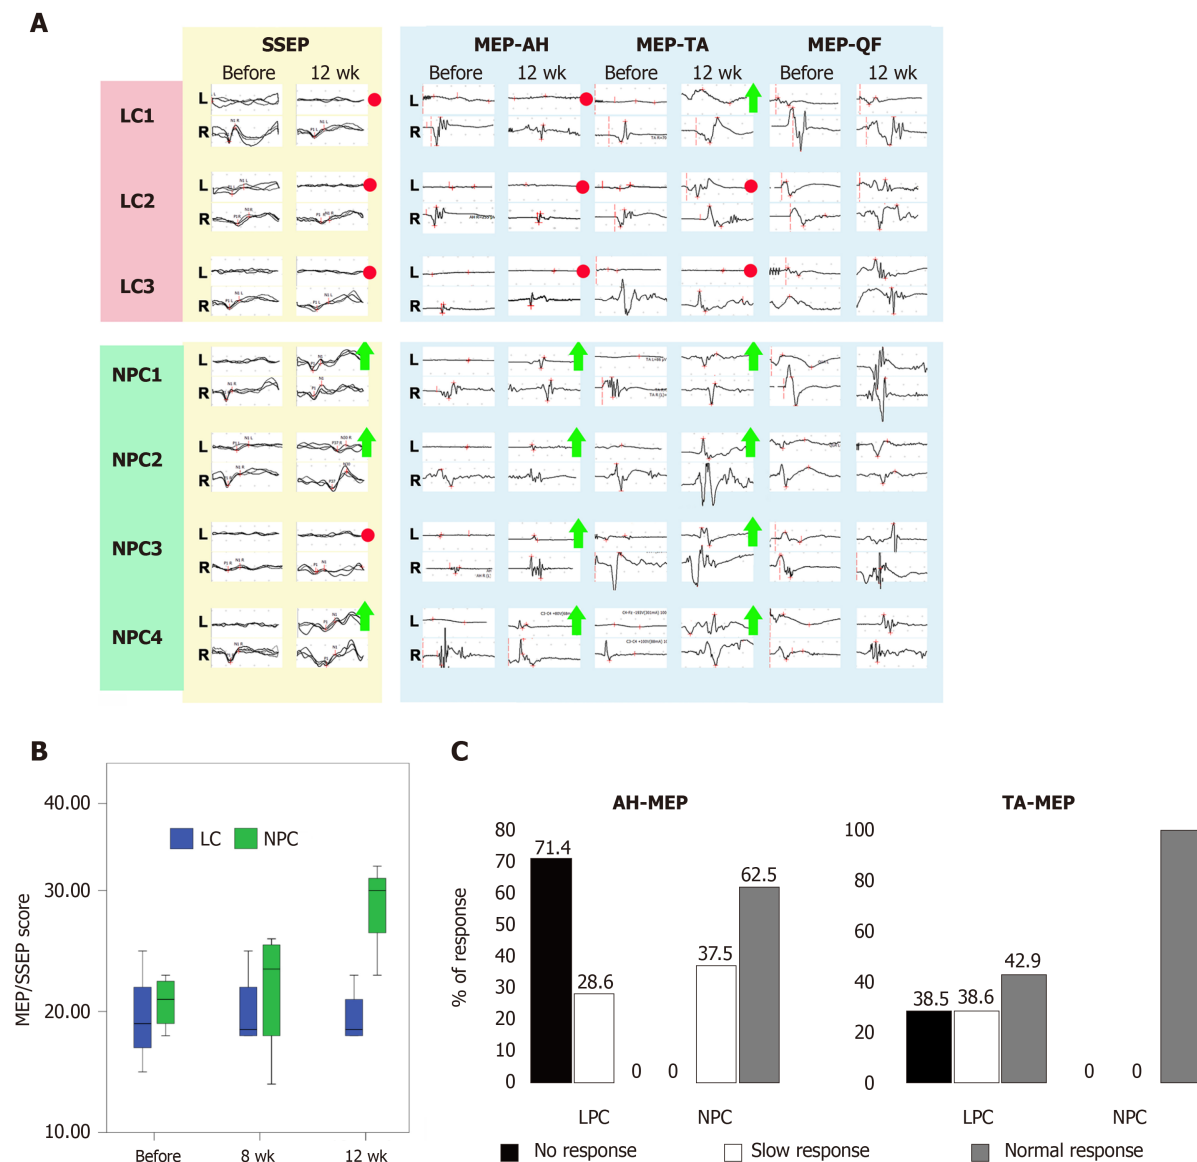 A
SSEP MEP-AH MEP-TA MEP-QF
Before 12 wk Before 12 wk Before 12 wk Before 12 wk
LC1 L
R
LC2 L
R
LC3 L
R
NPC1 L
R
NPC2 L
R
NPC3 L
R
NPC4 L
R
B
MEP/SSEP score
40.00
30.00
20.00
10.00
LC NPC
Before 8 wk 12 wk
C
AH-MEP
% of response
80
70
60
50
40
30
20
10
0
71.4
28.6
0
0
37.5
62.5
LPC NPC
TA-MEP
100
80
60
40
20
0
38.5
38.6
42.9
0
0
LPC NPC
No response Slow response Normal response